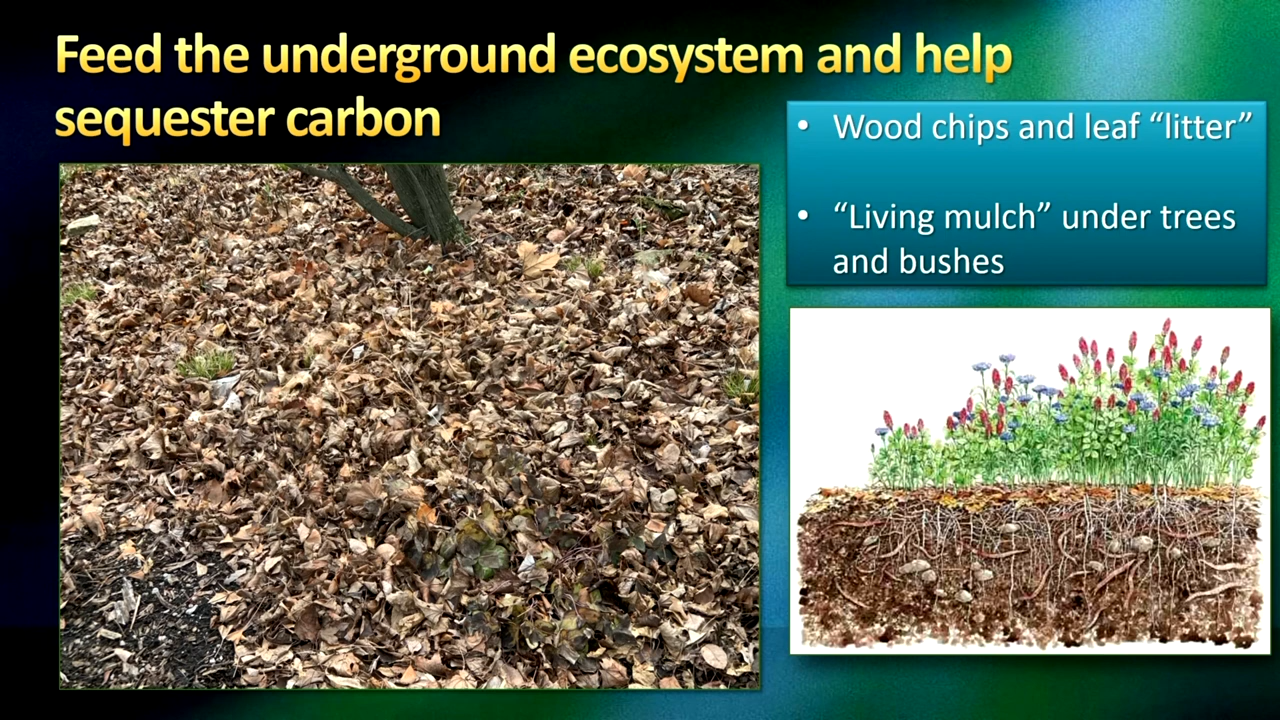 Feed the underground ecosystem and help
sequester carbon
• Wood chips and leaf “litter”
• “Living mulch” under trees
and bushes